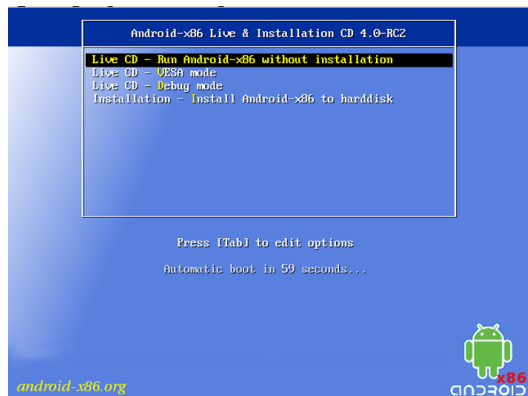 Android-x86 Live & Installation CD 4.0-RC2
Live CD - Run Android-x86 without installation
Live CD - VESA mode
Live CD - Debug mode
Installation - Install Android-x86 to harddisk
Press [Tab] to edit options
Automatic boot in 59 seconds...
android-x86.org
x86
ANDROID